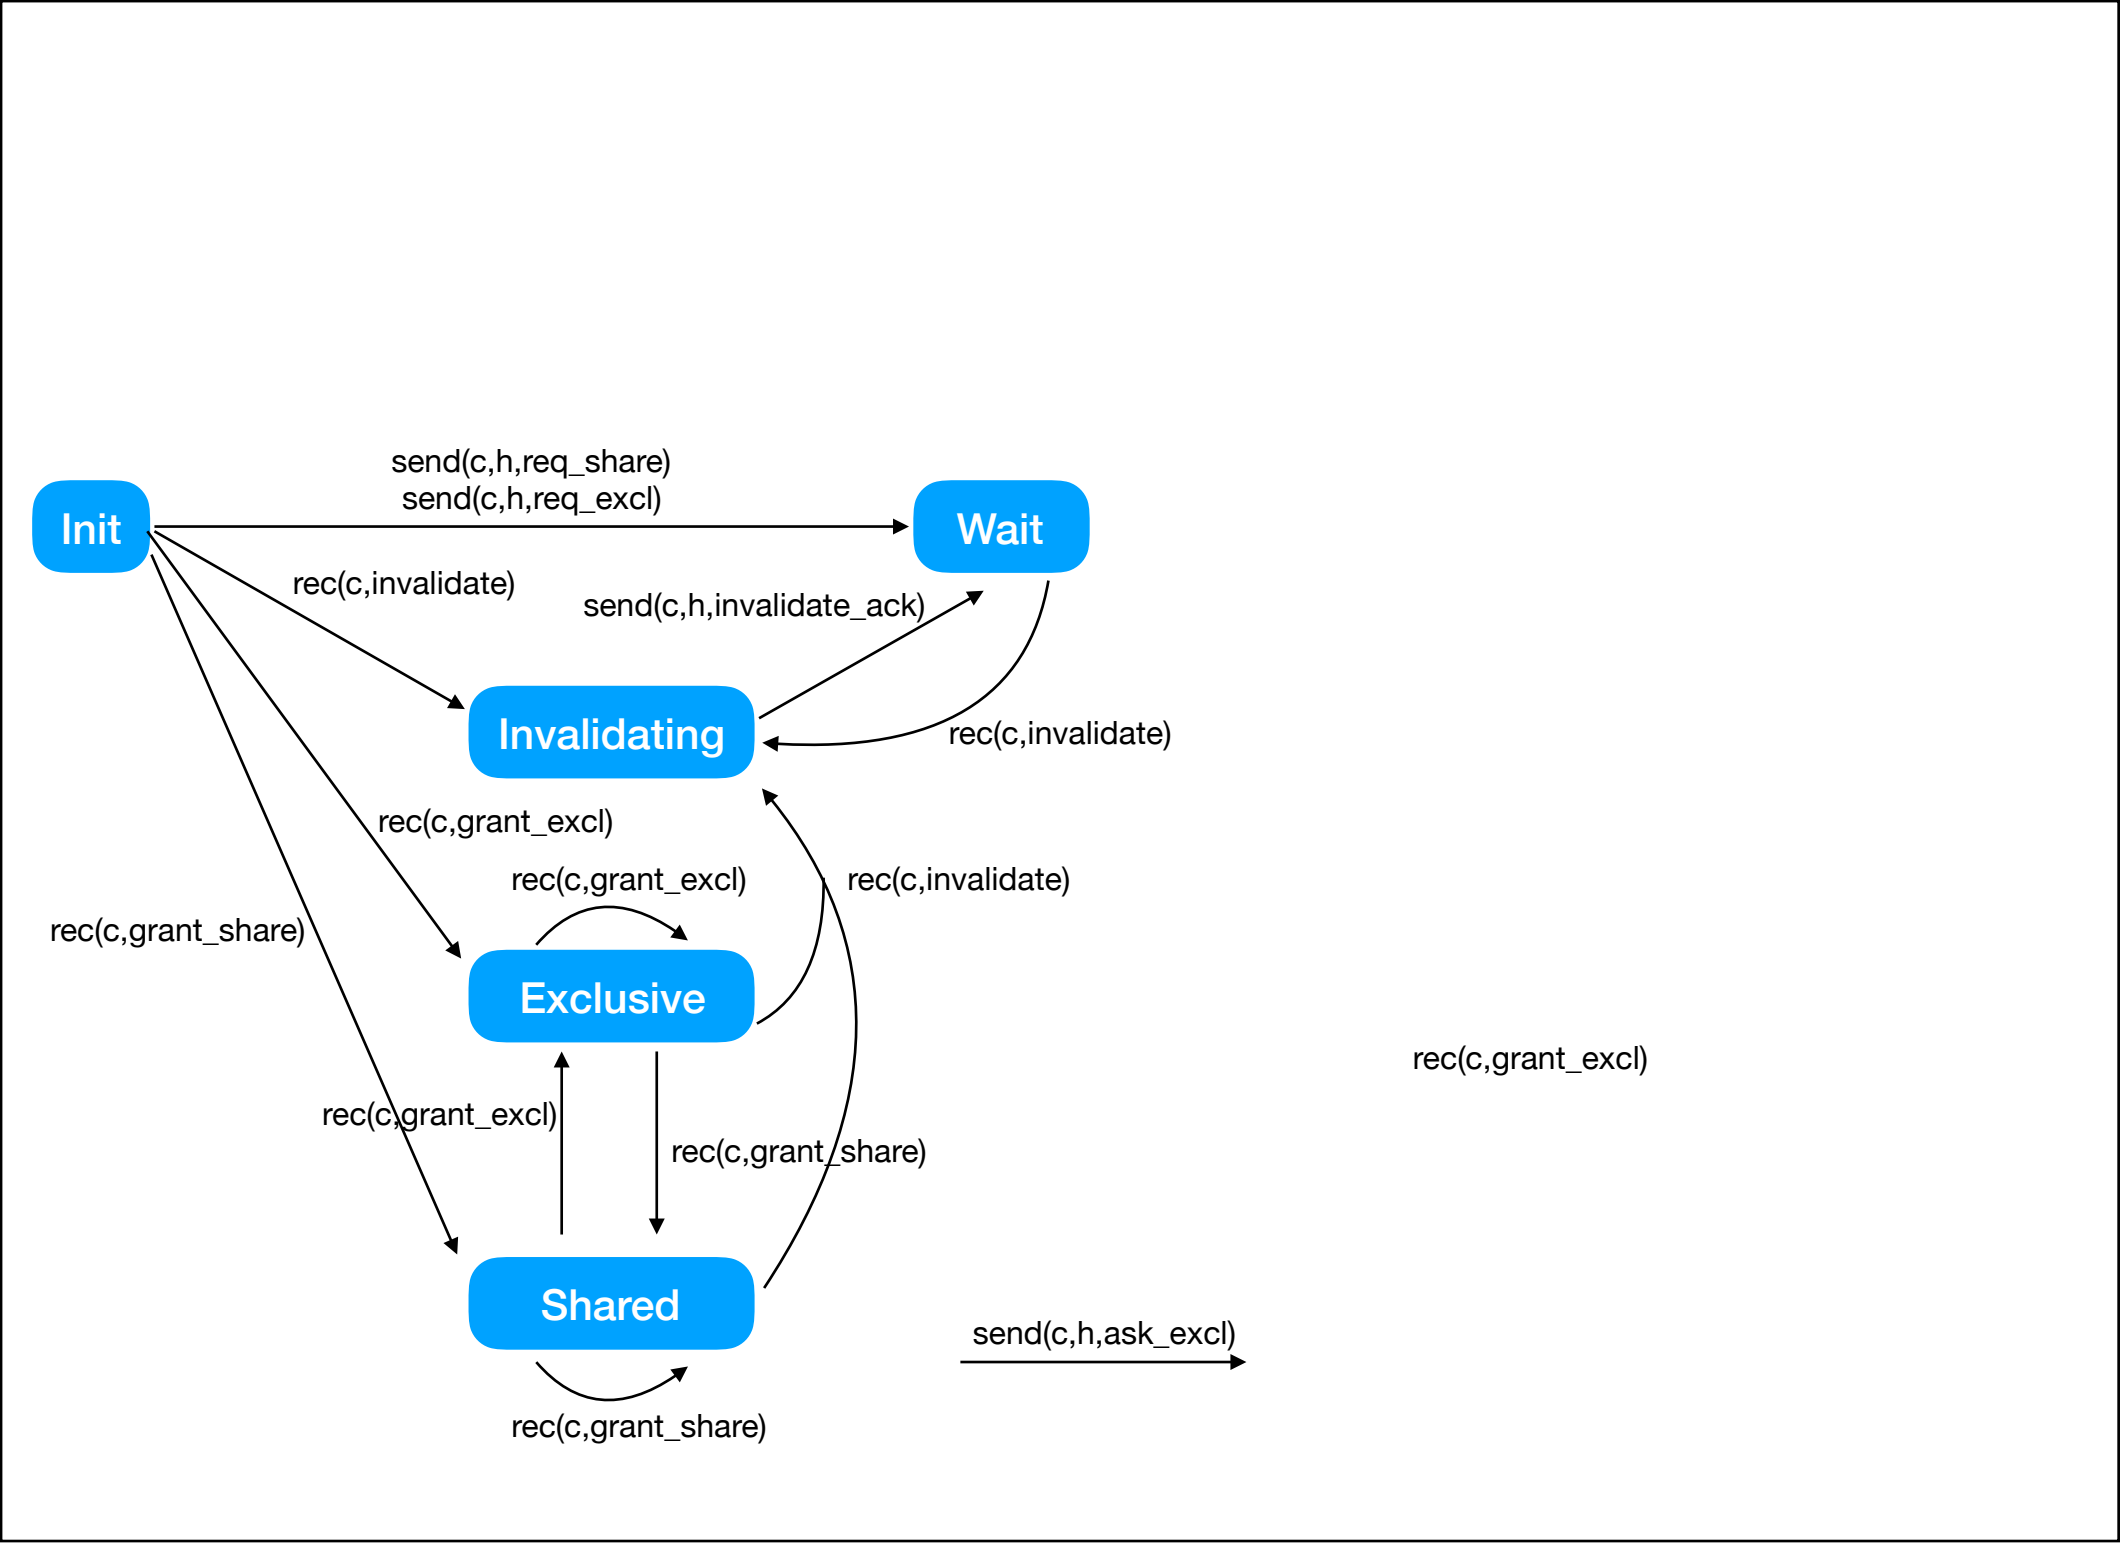 send(c,h,req_share)
send(c,h,req_excl)
Init
Wait
rec(c,invalidate)
send(c,h,invalidate_ack)
Invalidating
rec(c,invalidate)
rec(c,grant_excl)
rec(c,grant_excl)
rec(c,invalidate)
rec(c,grant_share)
Exclusive
rec(c,grant_excl)
rec(c,grant_excl)
rec(c,grant_share)
Shared
send(c,h,ask_excl)
rec(c,grant_share)